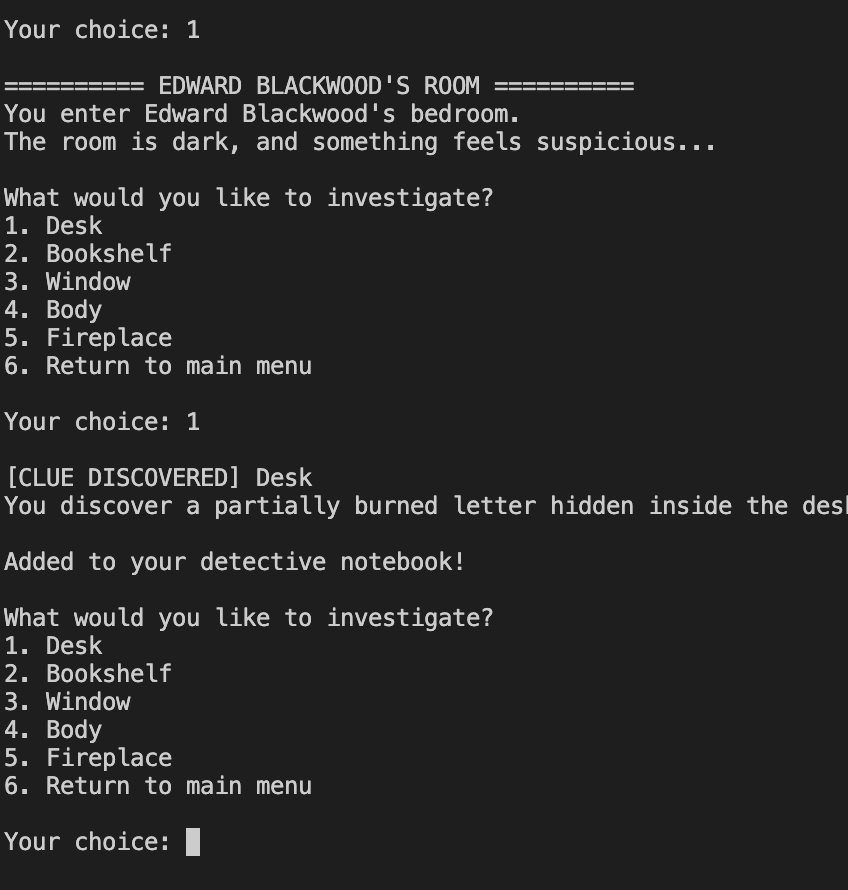 Your choice: 1
========== EDWARD BLACKWOOD'S ROOM ==========
You enter Edward Blackwood's bedroom.
The room is dark, and something feels suspicious...
What would you like to investigate?
1. Desk
2. Bookshelf
3. Window
4. Body
5. Fireplace
6. Return to main menu
Your choice: 1
[CLUE DISCOVERED] Desk
You discover a partially burned letter hidden inside the
Added to your detective notebook!
What would you like to investigate?
1. Desk
2. Bookshelf
3. Window
4. Body
5. Fireplace
6. Return to main menu
Your choice: